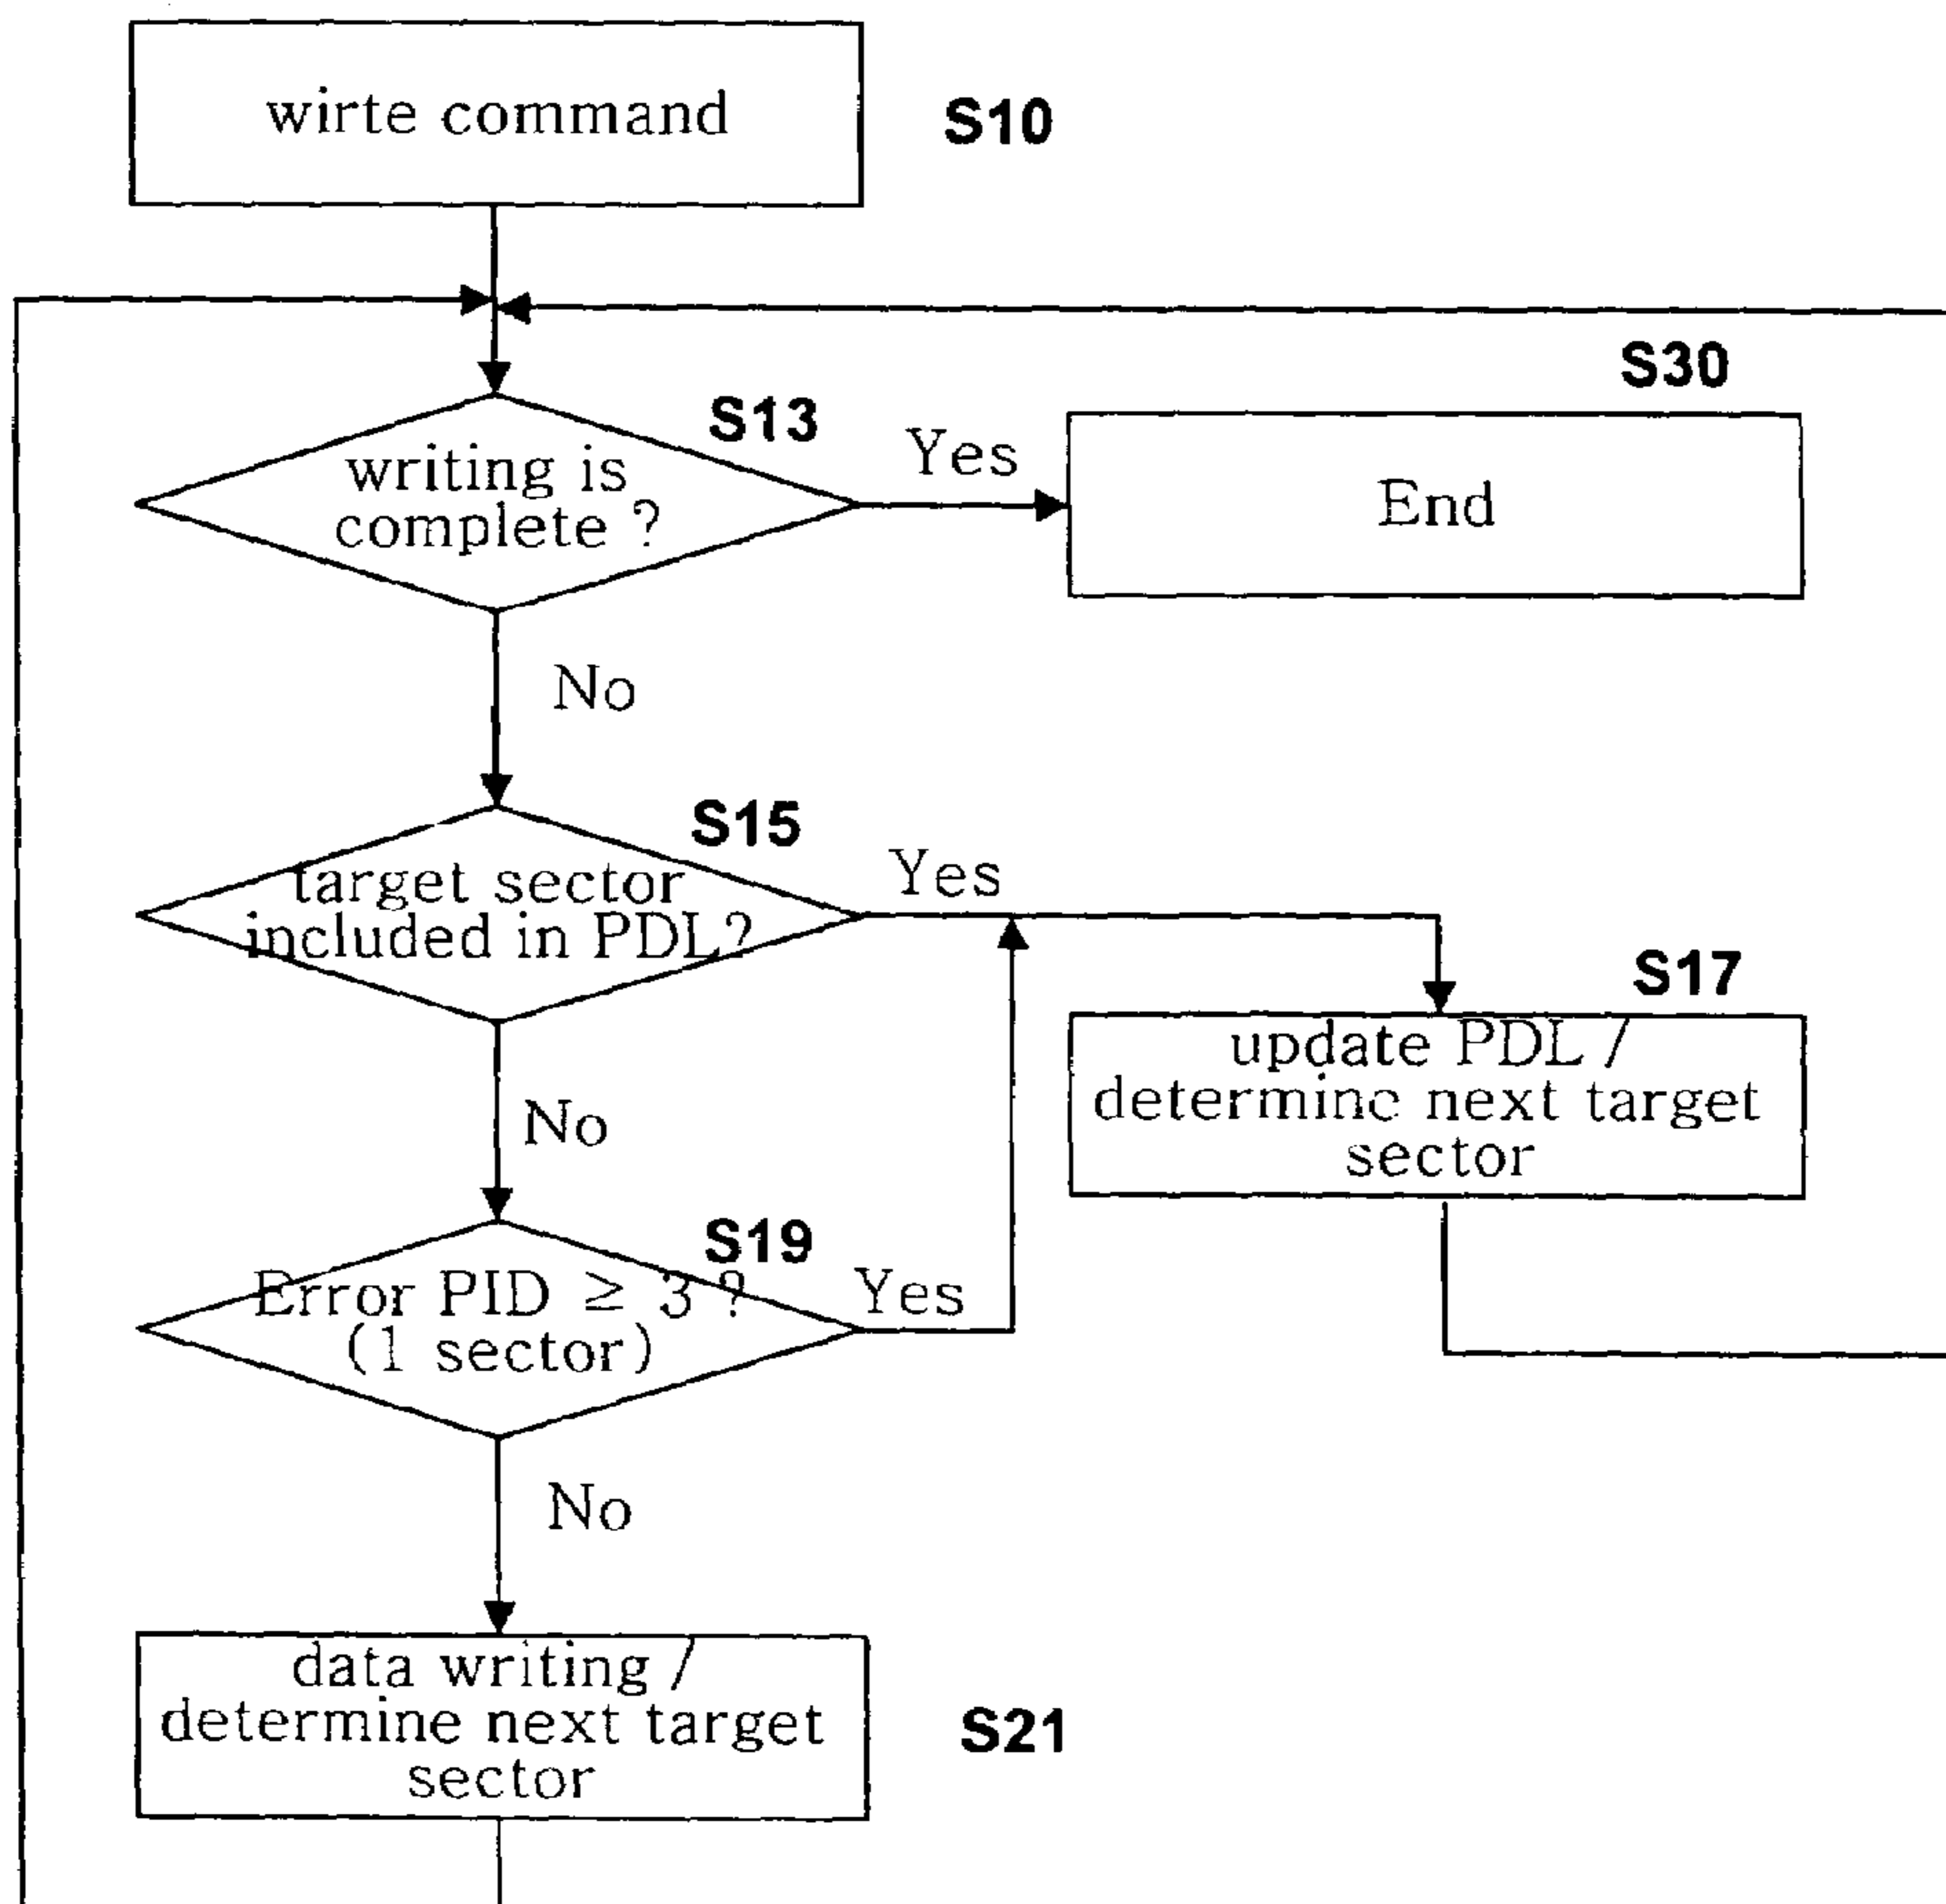 wirte command
S10
S30
S13
Yes
writing is
complete ?
End
No
S15
Yes
target sector
included in PDL?
S17
update PDL /
determine next target
sector
No
S19
Error PID ≥ 3 ?
(1 sector)
Yes
No
data writing /
determine next target
sector
S21